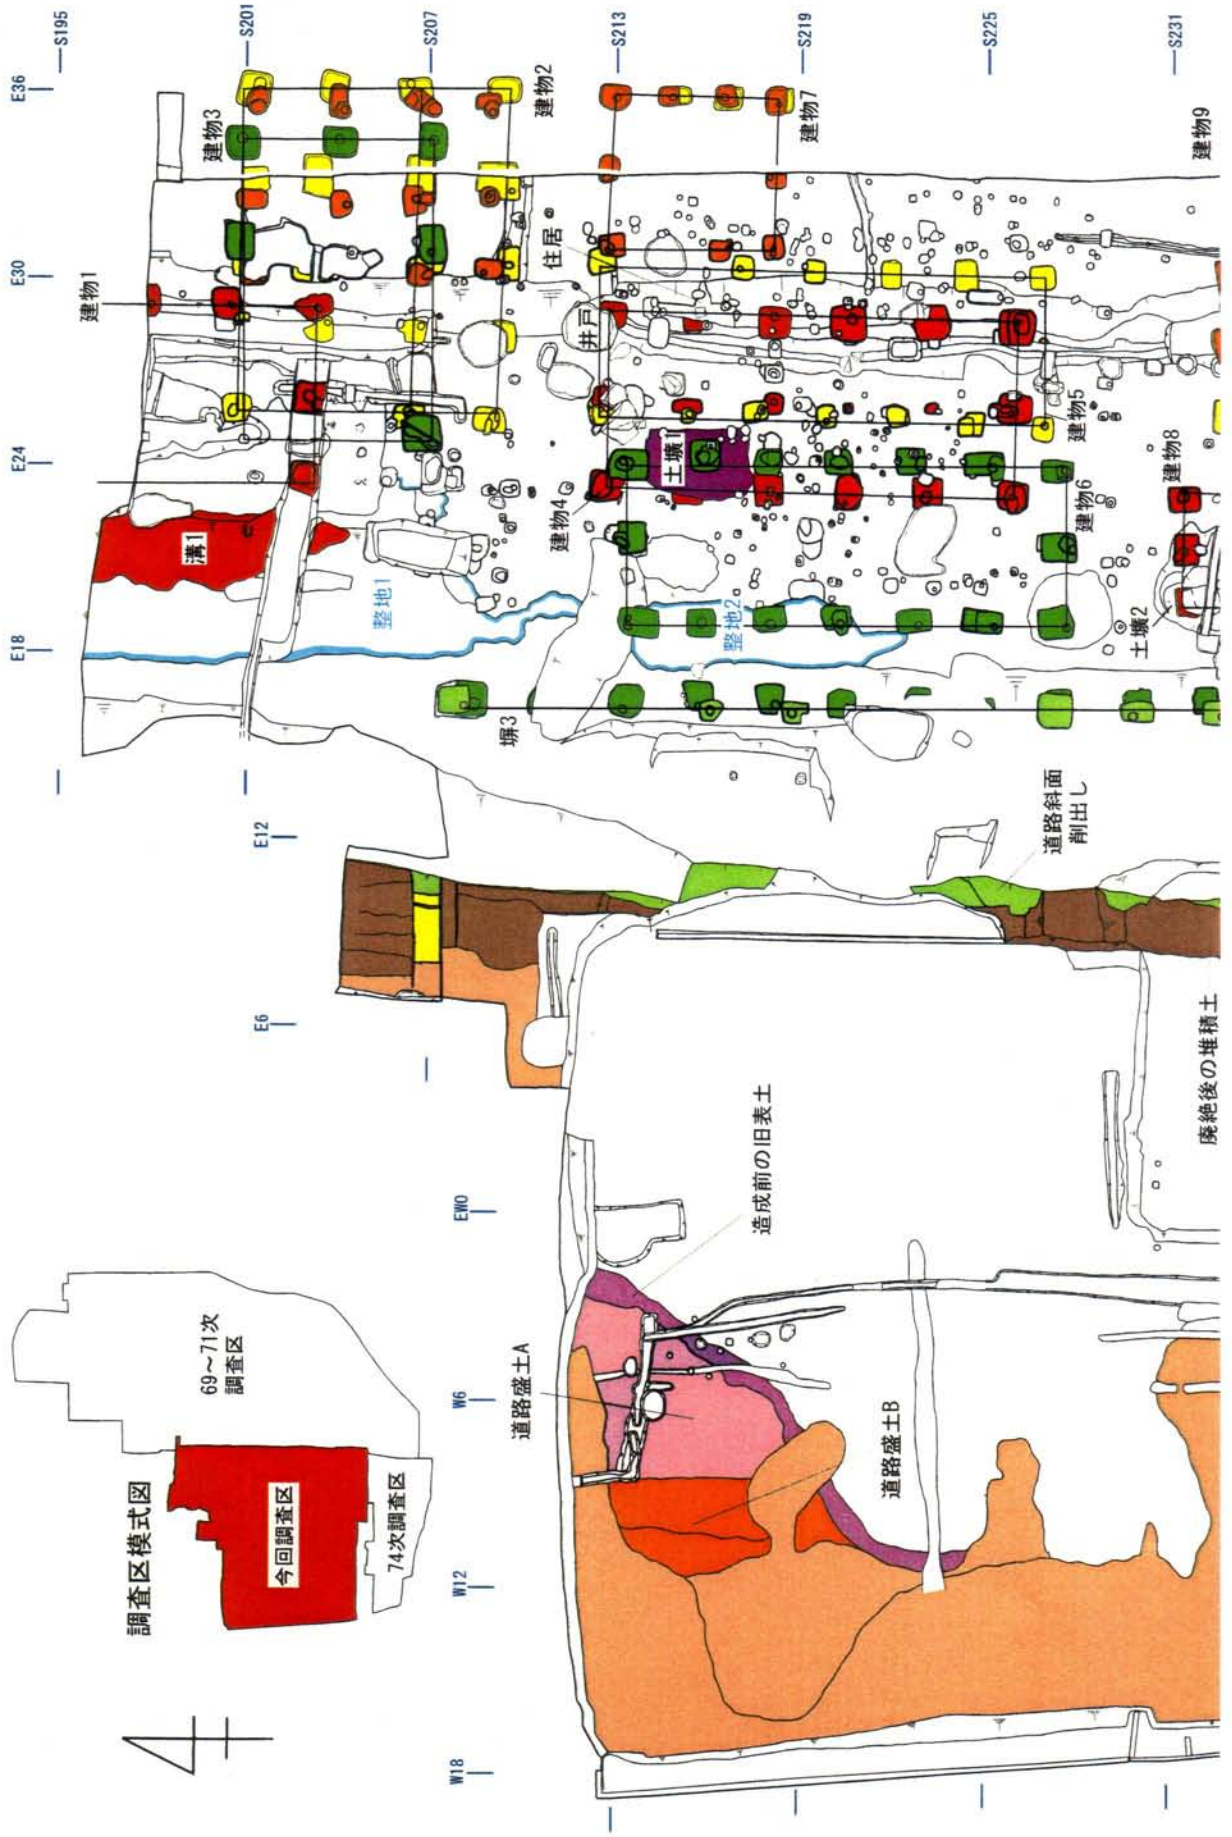 調査区模式図
69～71次
調査区
今回調査区
74次調査区
W18
W12
W6
EW0
E6
E12
E18
E24
E30
E36
S195
S201
S207
S213
S219
S225
S231
建物1
建物3
建物2
建物7
建物9
住居
井戸
溝1
整地1
建物4
土壙1
整地2
建物5
建物8
建物6
土壙2
塀3
道路斜面
削出し
廃絶後の堆積土
造成前の旧表土
道路盛土A
道路盛土B